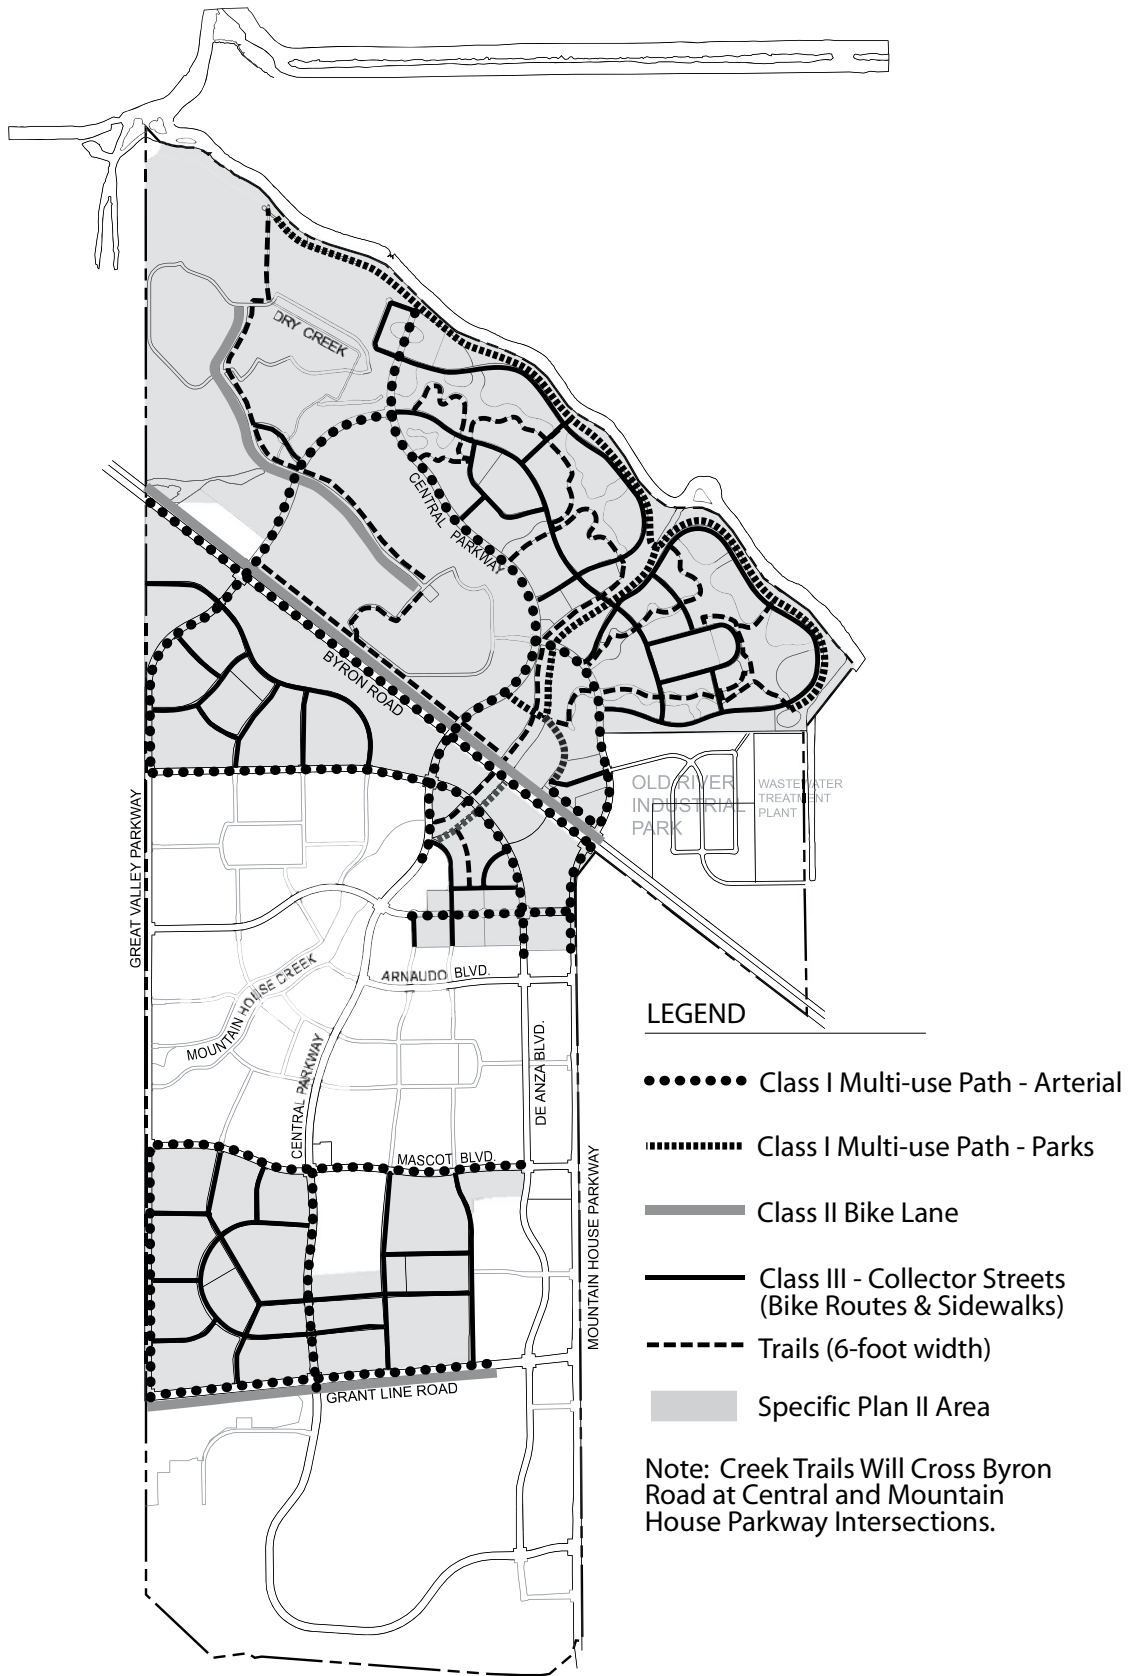 DRY CREEK
CENTRAL PARKWAY
BYRON ROAD
OLD RIVER
INDUSTRIAL
PARK
WASTEWATER
TREATMENT
PLANT
GREAT VALLEY PARKWAY
MOUNTAIN HOUSE CREEK
ARNAUDO BLVD.
CENTRAL PARKWAY
DE ANZA BLVD.
MASCOT BLVD.
MOUNTAIN HOUSE PARKWAY
GRANT LINE ROAD
LEGEND
Class I Multi-use Path - Arterial
Class I Multi-use Path - Parks
Class II Bike Lane
Class III - Collector Streets
(Bike Routes & Sidewalks)
Trails (6-foot width)
Specific Plan II Area
Note: Creek Trails Will Cross Byron
Road at Central and Mountain
House Parkway Intersections.